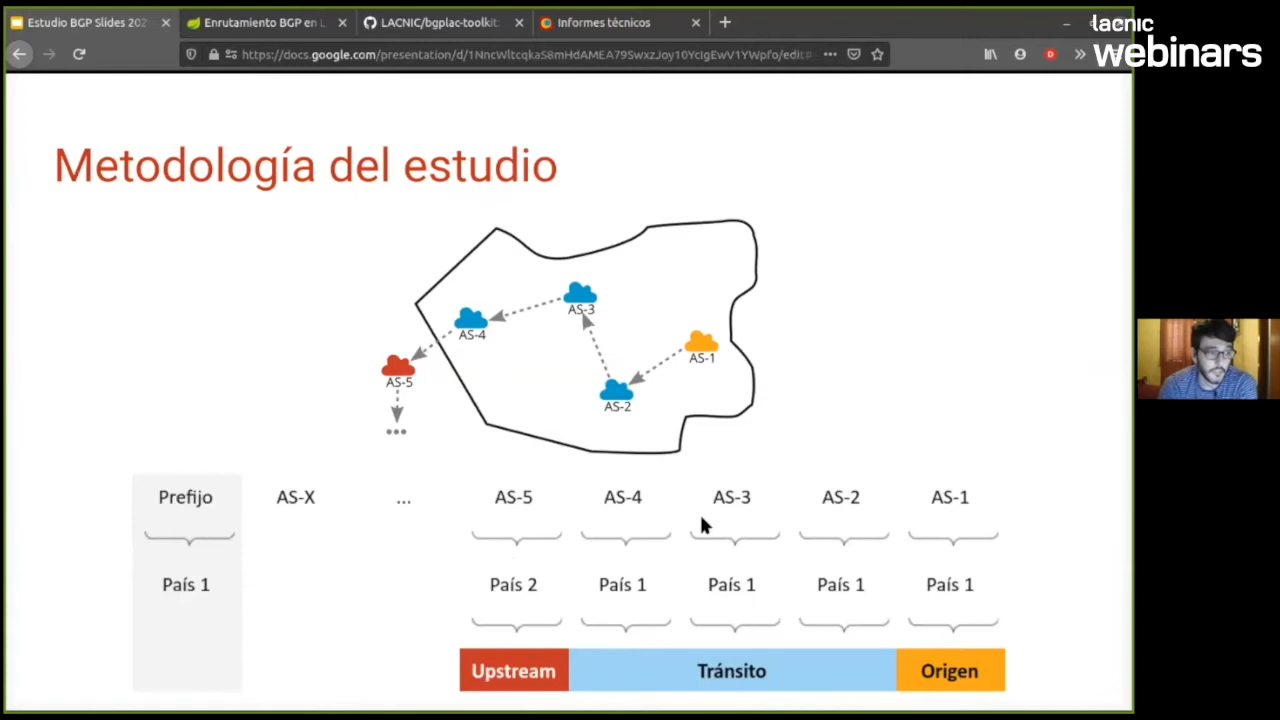 Estudio BGP Slides 202
Enrutamiento BGP en L
LACNIC/bgplac-toolkit:
Informes técnicos
lacnic
webinars
https://docs.google.com/presentation/d/1NncWltcqkaS8mHdAMEA79SwxzJoy10YcIgEwV1YWpfo/edit#
Metodología del estudio
AS-3
AS-4
AS-1
AS-5
AS-2
Prefijo AS-X ... AS-5 AS-4 AS-3 AS-2 AS-1
País 1 País 2 País 1 País 1 País 1 País 1
Upstream Tránsito Origen